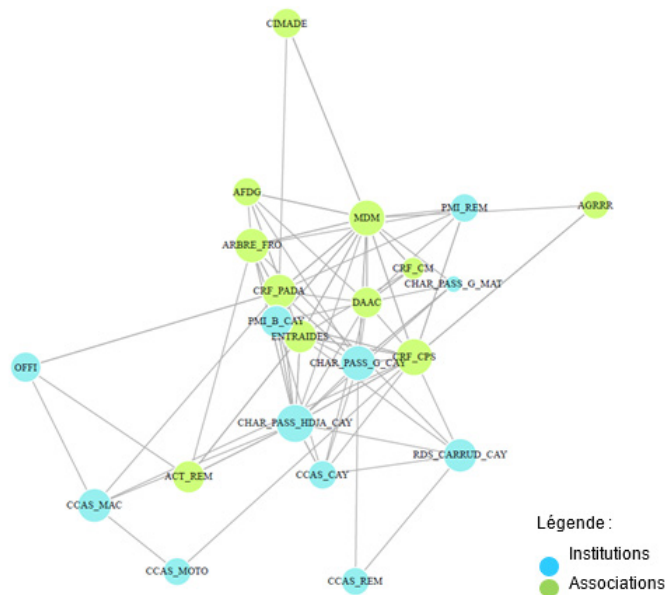 CIMADE
AFDG
PMI_REM
AGRRR
MDM
ARBRE_FRO
CRF_CM
CHAR_PASS_G_MAT
CRF_PADA
DAAC
PMI_B_CAY
ENTRAIDES
CHAR_PASS_G_CAY
CRF_CPS
OFFI
CHAR_PASS_HDJA_CAY
RDS_CARRUD_CAY
ACT_REM
CCAS_CAY
CCAS_MAC
CCAS_MOTO
CCAS_REM
Légende :
Institutions
Associations